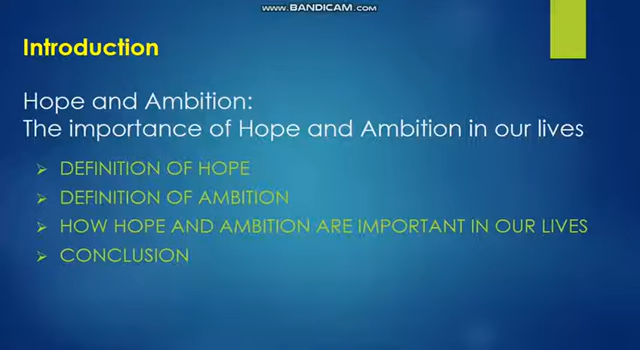 www.BANDICAM.com
Introduction
Hope and Ambition:
The importance of Hope and Ambition in our lives
DEFINITION OF HOPE
DEFINITION OF AMBITION
HOW HOPE AND AMBITION ARE IMPORTANT IN OUR LIVES
CONCLUSION